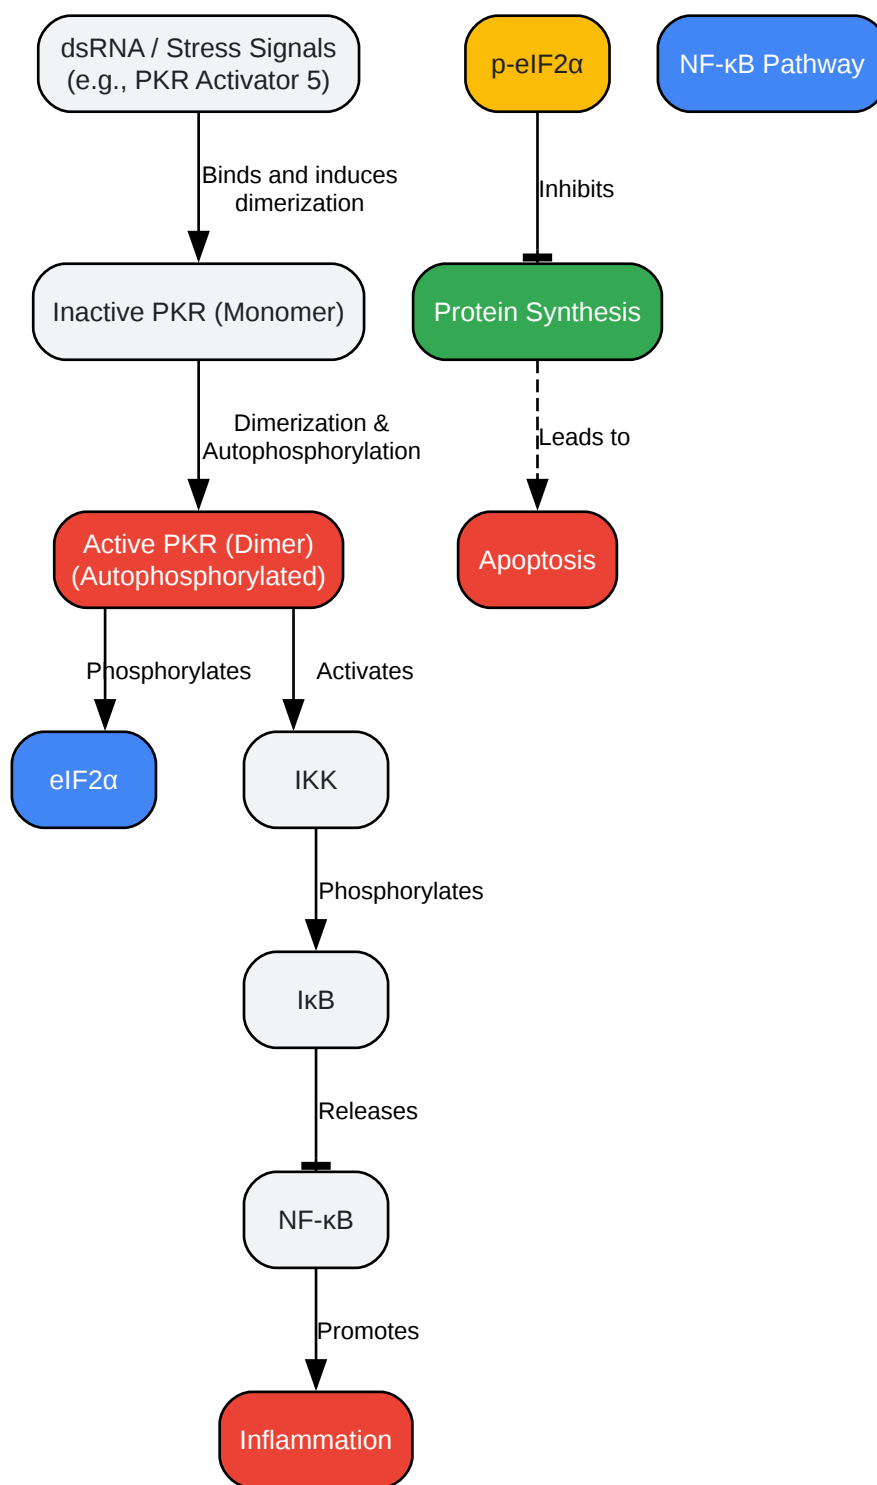 dsRNA / Stress Signals
(e.g., PKR Activator 5)
Binds and induces
dimerization
Inactive PKR (Monomer)
Dimerization &
Autophosphorylation
Active PKR (Dimer)
(Autophosphorylated)
Phosphorylates
Activates
eIF2α
IKK
Phosphorylates
IκB
Releases
NF-κB
Promotes
Inflammation
p-eIF2α
Inhibits
Protein Synthesis
Leads to
Apoptosis
NF-κB Pathway